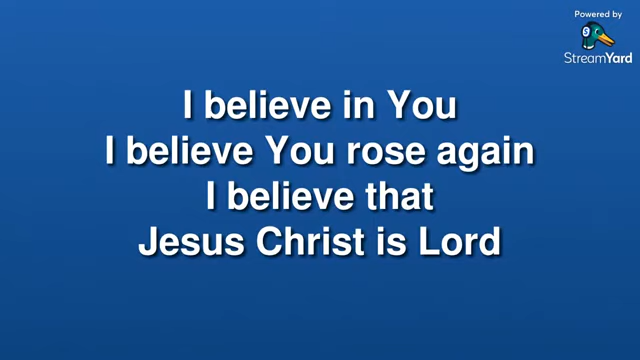 Powered by
StreamYard
I believe in You
I believe You rose again
I believe that
Jesus Christ is Lord